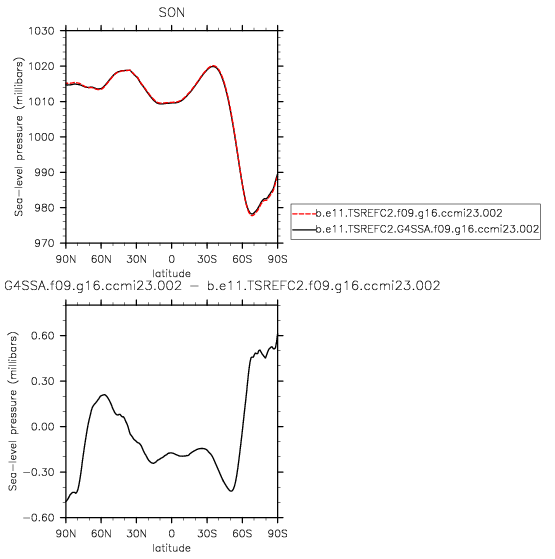 SON
1030
1020
1010
1000
990
980
970
Sea-level pressure (millibars)
90N 60N 30N 0 30S 60S 90S
latitude
b.e11.TSREFC2.f09.g16.ccmi23.002
b.e11.TSREFC2.G4SSA.f09.g16.ccmi23.002
G4SSA.f09.g16.ccmi23.002 - b.e11.TSREFC2.f09.g16.ccmi23.002
0.60
0.30
0.00
-0.30
-0.60
Sea-level pressure (millibars)
90N 60N 30N 0 30S 60S 90S
latitude